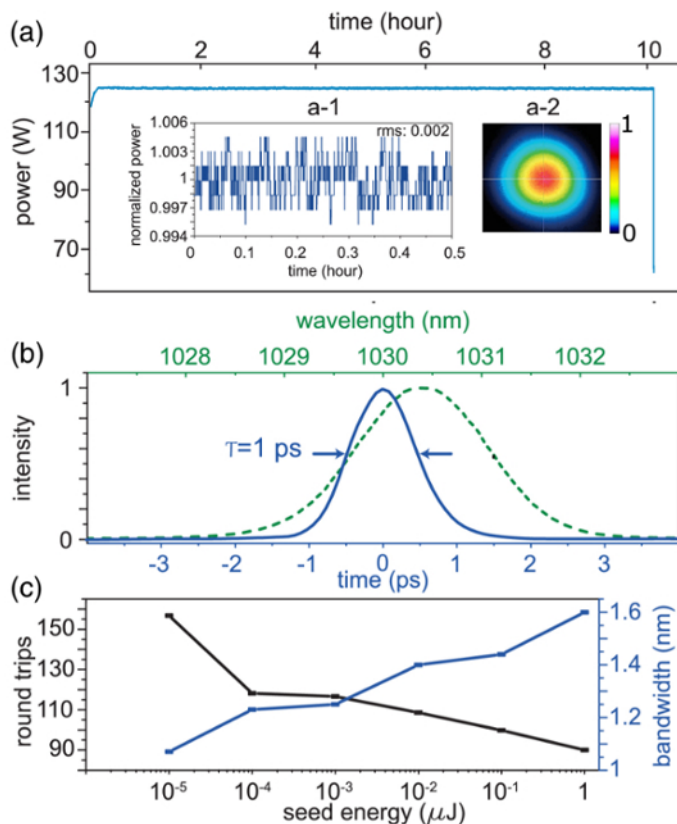 (a)
time (hour)
0 2 4 6 8 10
130
110
90
70
power (W)
a-1
1.006
1.003
1
0.997
0.994
normalized power
rms: 0.002
0 0.1 0.2 0.3 0.4 0.5
time (hour)
a-2
1
0
wavelength (nm)
(b)
1028 1029 1030 1031 1032
1
0
intensity
τ=1 ps
-3 -2 -1 0 1 2 3
time (ps)
(c)
150
130
110
90
round trips
1.6
1.4
1.2
1
bandwidth (nm)
10-5 10-4 10-3 10-2 10-1 1
seed energy (μJ)